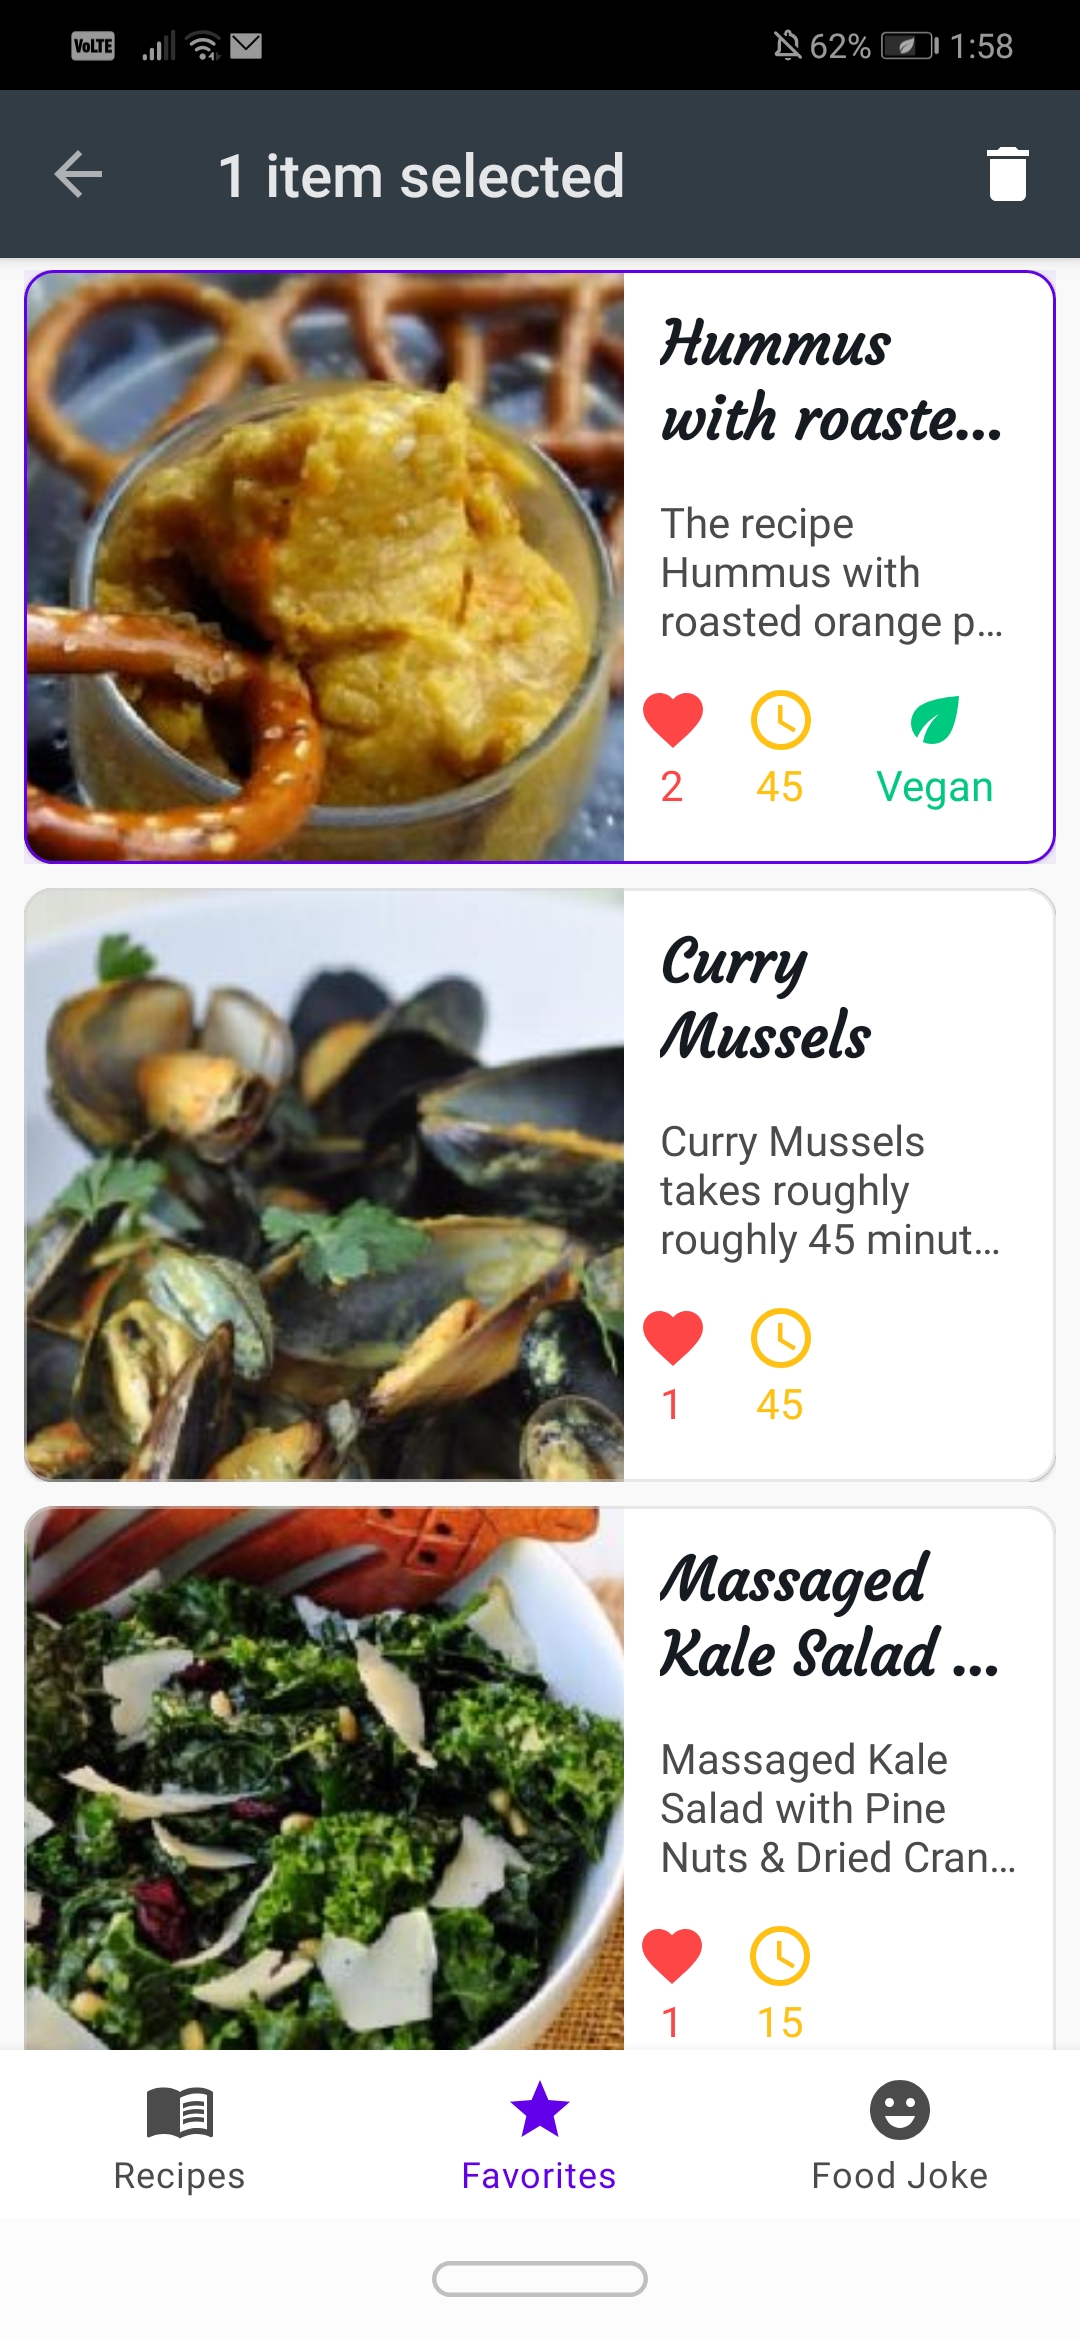 VoLTE 62% 1:58
1 item selected
Hummus
with roaste...
The recipe
Hummus with
roasted orange p...
2 45 Vegan
Curry
Mussels
Curry Mussels
takes roughly
roughly 45 minut...
1 45
Massaged
Kale Salad ...
Massaged Kale
Salad with Pine
Nuts & Dried Cran...
1 15
Recipes Favorites Food Joke